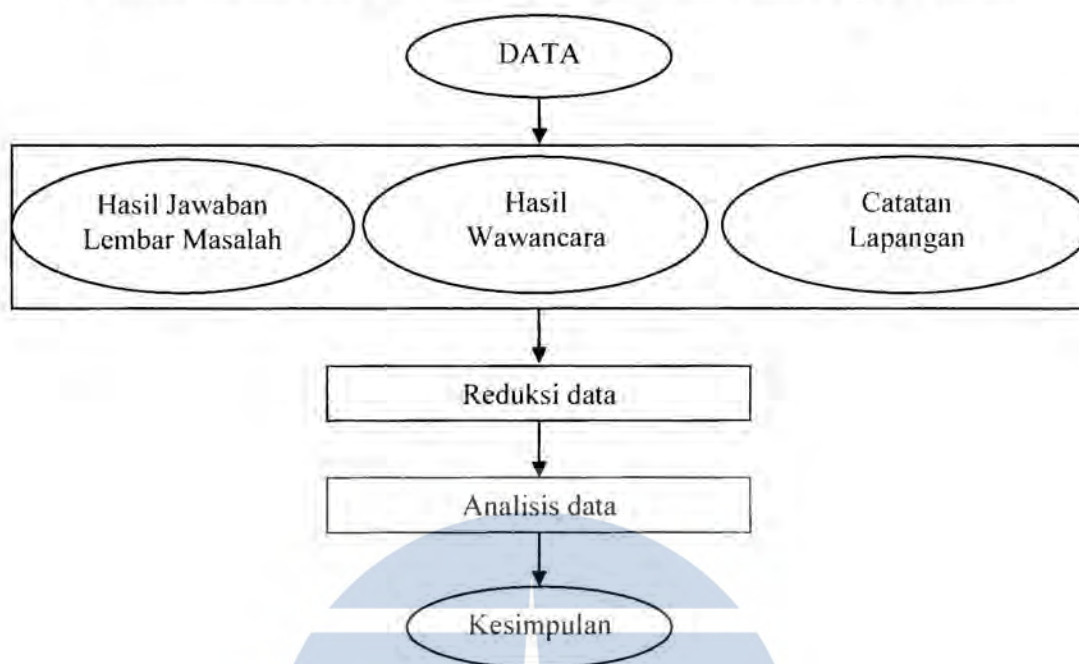 DATA
Hasil Jawaban
Lembar Masalah
Hasil
Wawancara
Catatan
Lapangan
Reduksi data
Analisis data
Kesimpulan